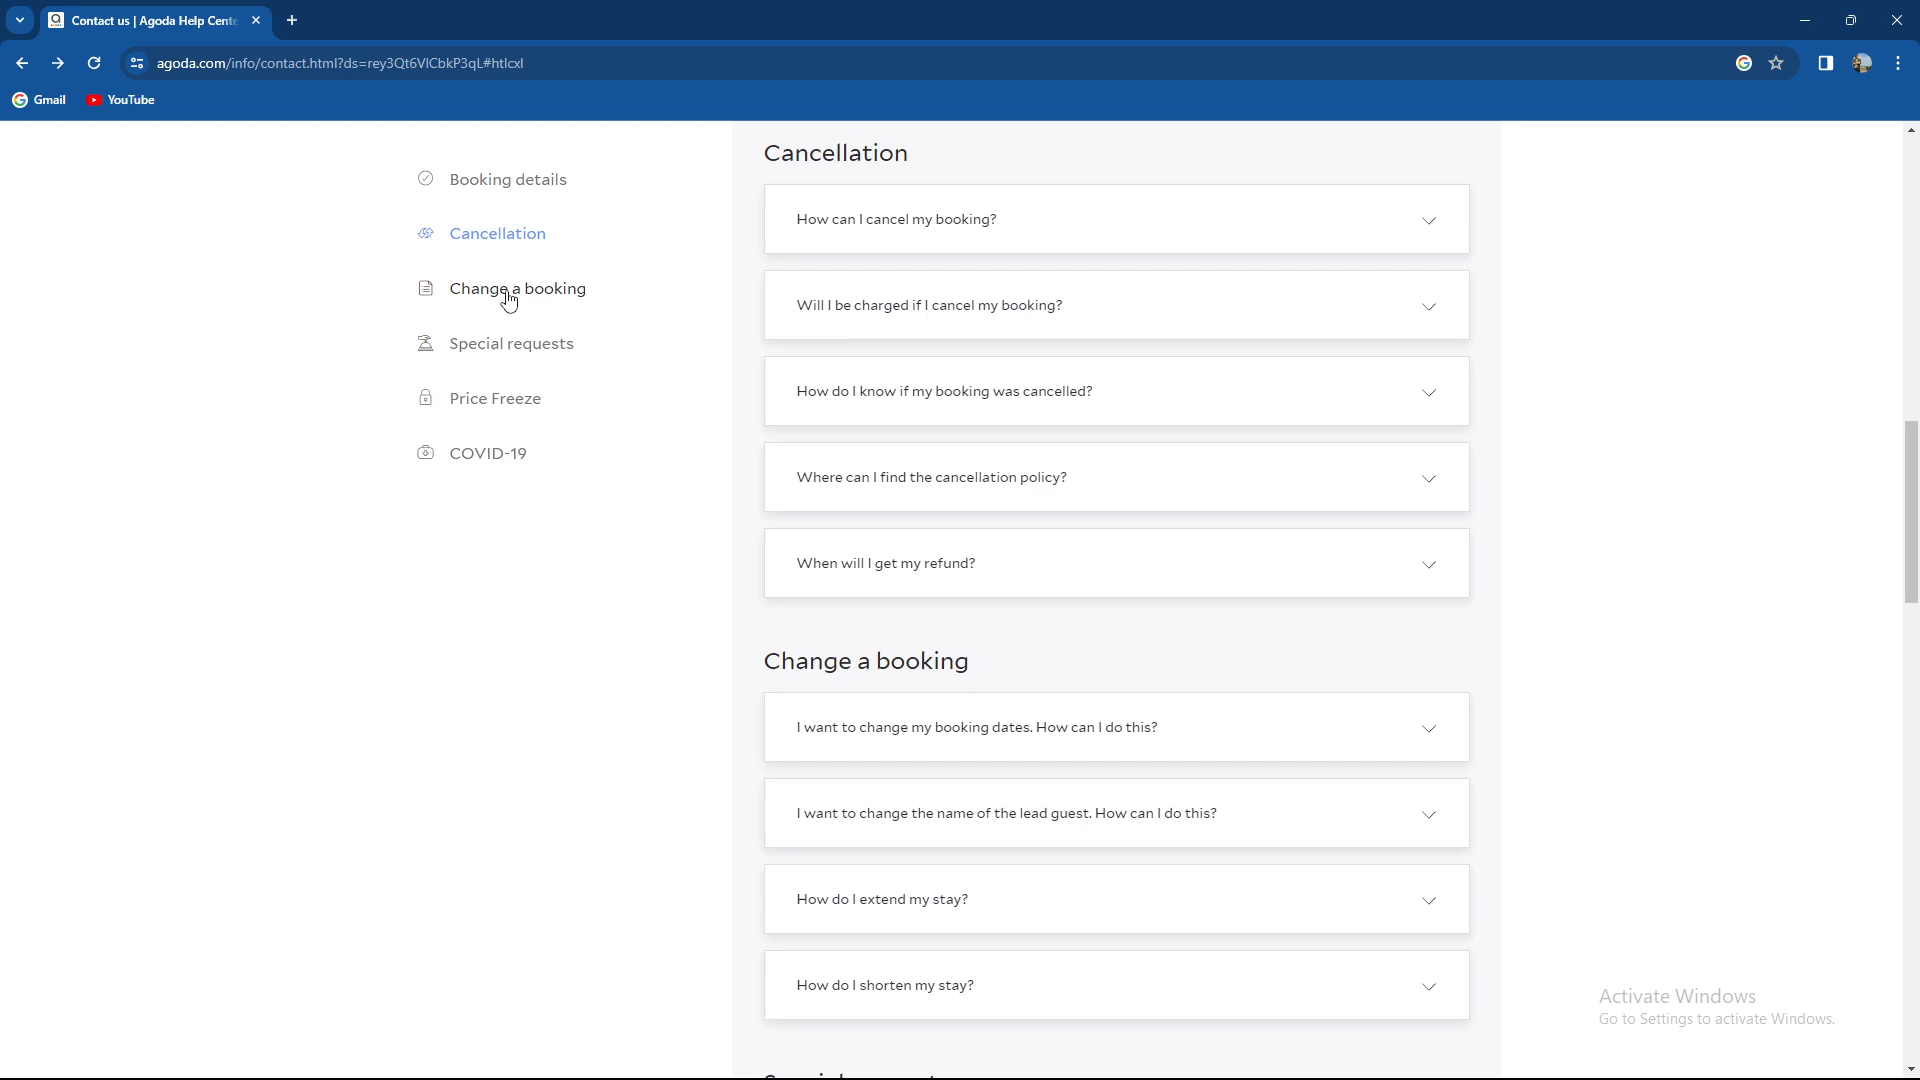 Contact us | Agoda Help Cente
agoda.com/info/contact.html?ds=rey3Qt6VlCbkP3qL#htlcxl
Gmail
YouTube
Booking details
Cancellation
Change a booking
Special requests
Price Freeze
COVID-19
Cancellation
How can I cancel my booking?
Will I be charged if I cancel my booking?
How do I know if my booking was cancelled?
Where can I find the cancellation policy?
When will I get my refund?
Change a booking
I want to change my booking dates. How can I do this?
I want to change the name of the lead guest. How can I do this?
How do I extend my stay?
How do I shorten my stay?
Activate Windows
Go to Settings to activate Windows.